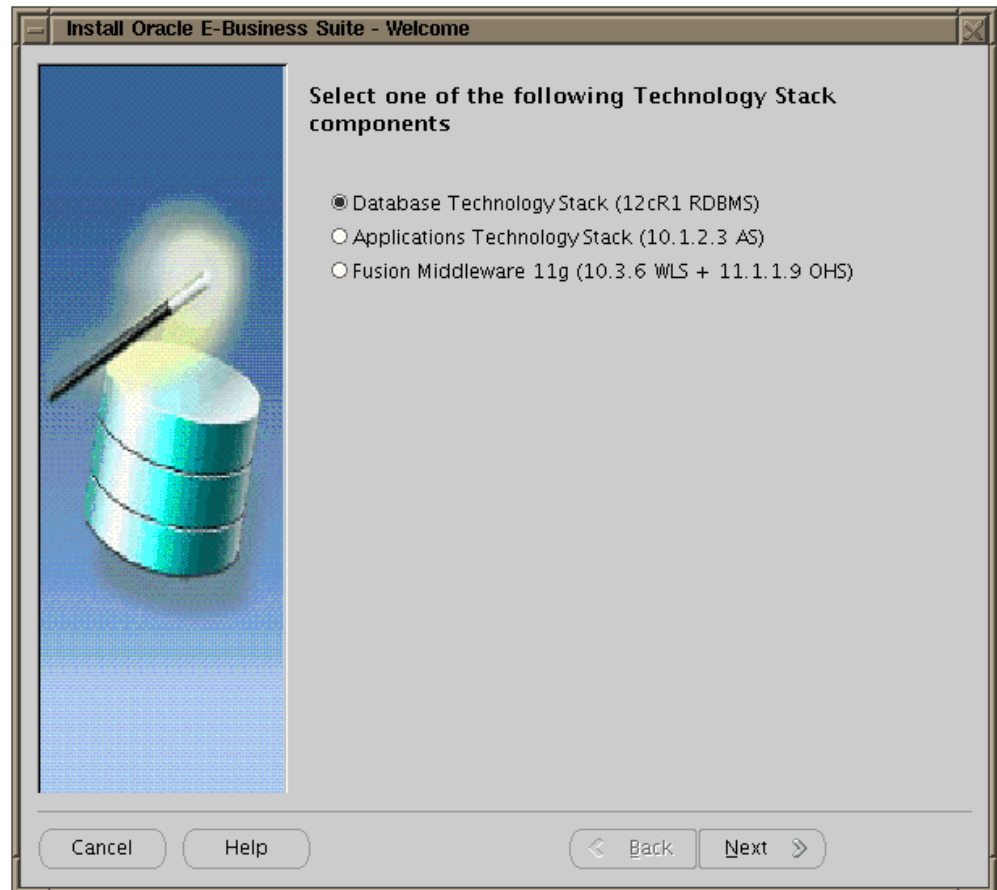 Install Oracle E-Business Suite - Welcome
Select one of the following Technology Stack
components
Database Technology Stack (12cR1 RDBMS)
Applications Technology Stack (10.1.2.3 AS)
Fusion Middleware 11g (10.3.6 WLS + 11.1.1.9 OHS)
Cancel Help Back Next